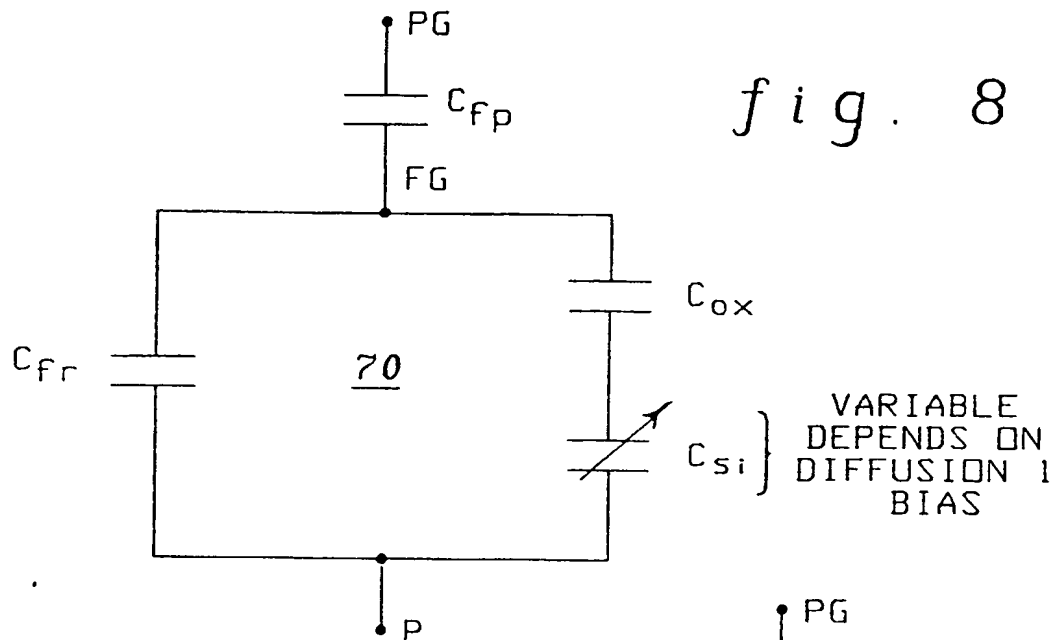 PG
Cfp
fig. 8
FG
Cox
Cfr
70
Csi
VARIABLE
DEPENDS ON
DIFFUSION 1
BIAS
PG
P